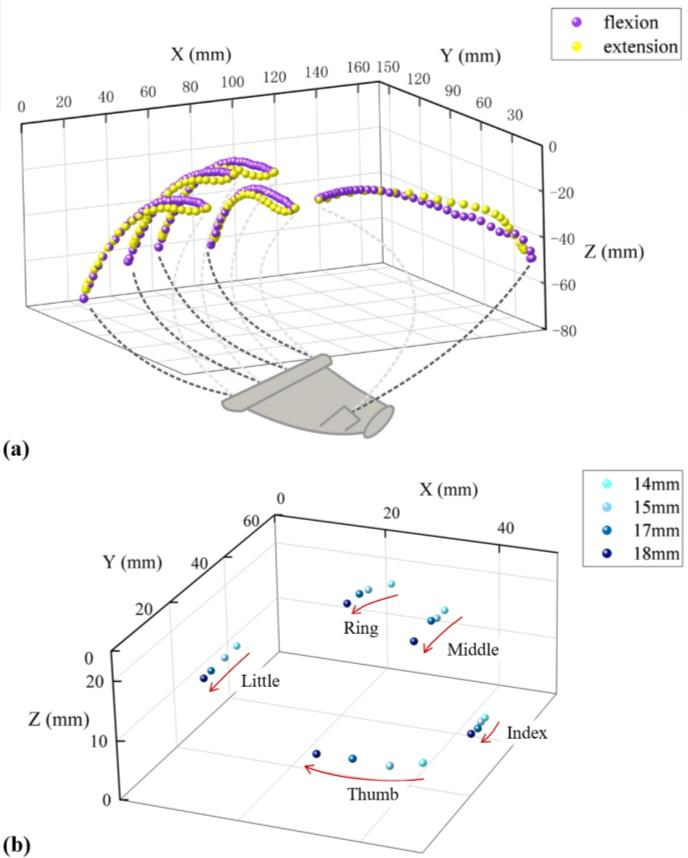 flexion
extension
X (mm)
Y (mm)
0 20 40 60 80 100 120 140 160 150 120 90 60 30
0
−20
−40
Z (mm)
−60
−80
(a)
14mm
15mm
17mm
18mm
X (mm)
0 20 40
Y (mm)
60
40
20
0
Ring
Middle
Little
Index
Thumb
20
Z (mm)
10
0
(b)